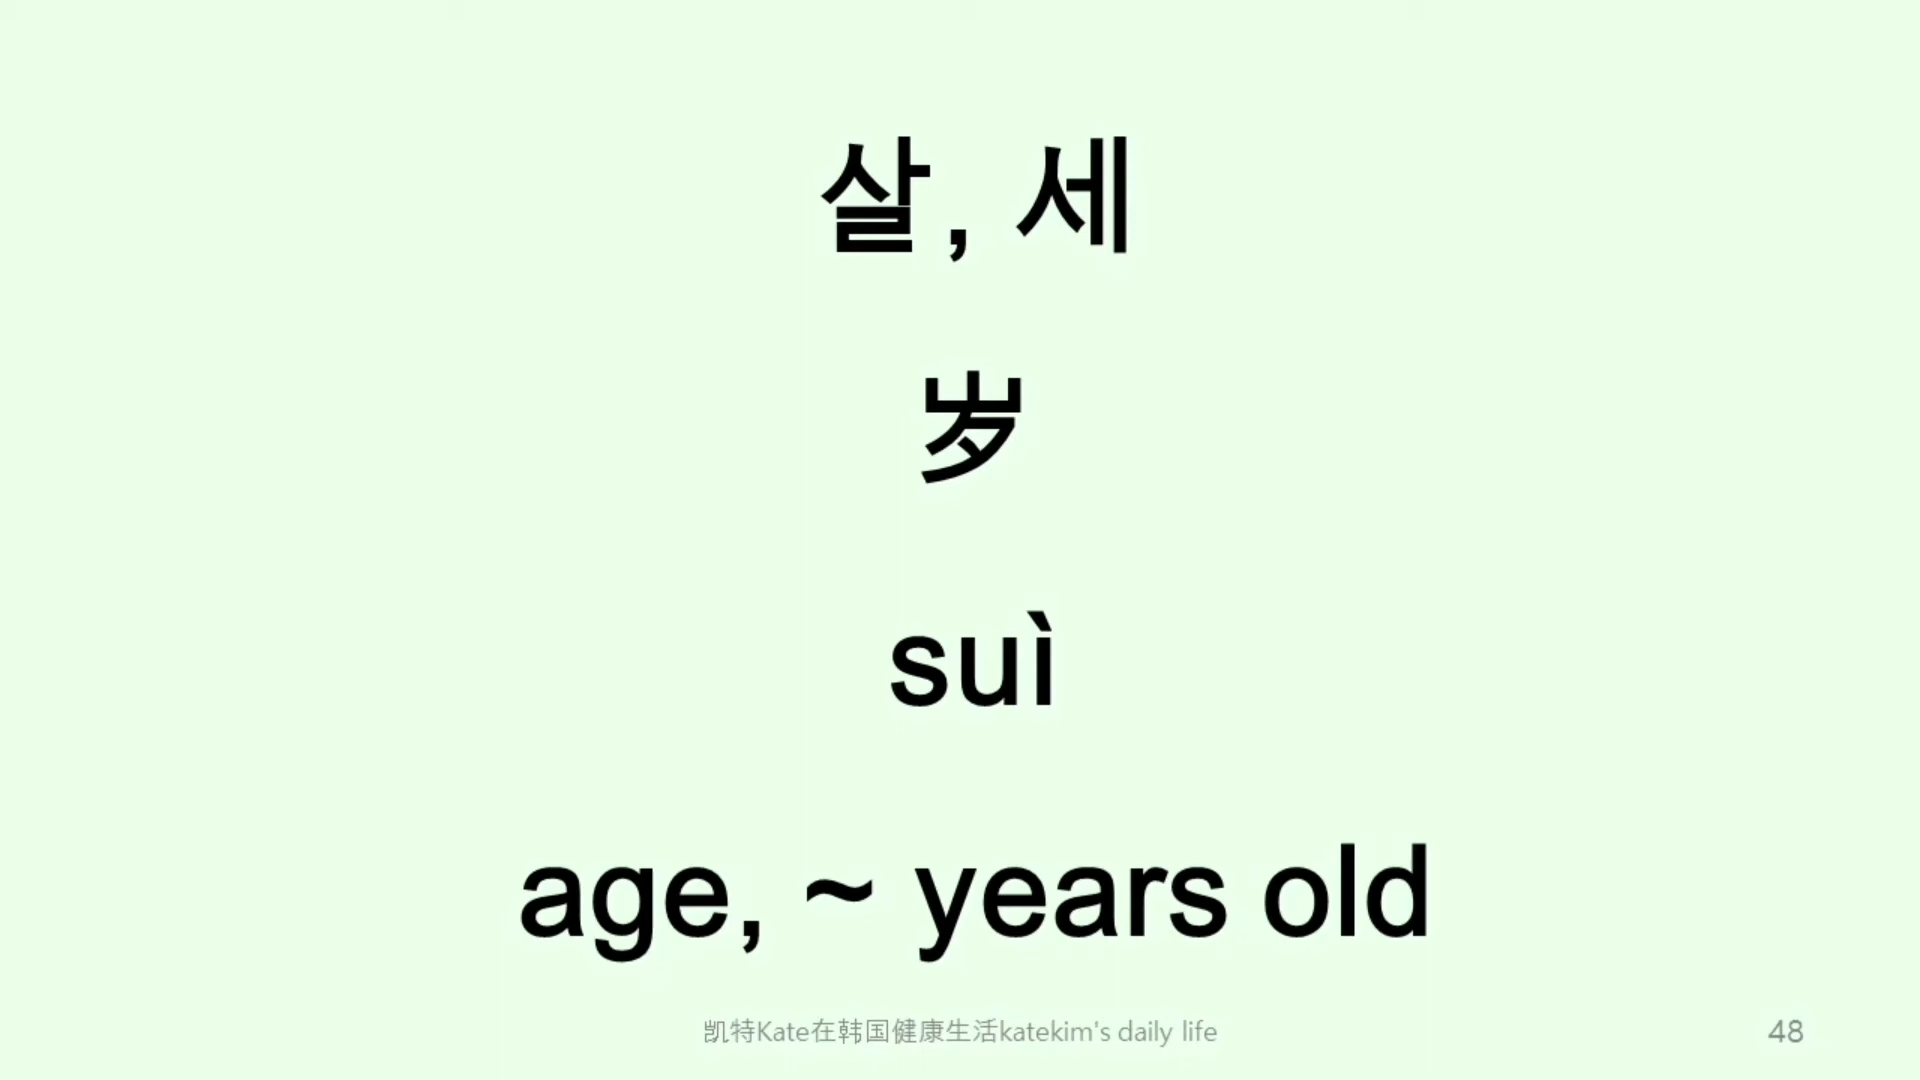 살, 세
岁
suì
age, ~ years old
凯特Kate在韩国健康生活katekim's daily life
48